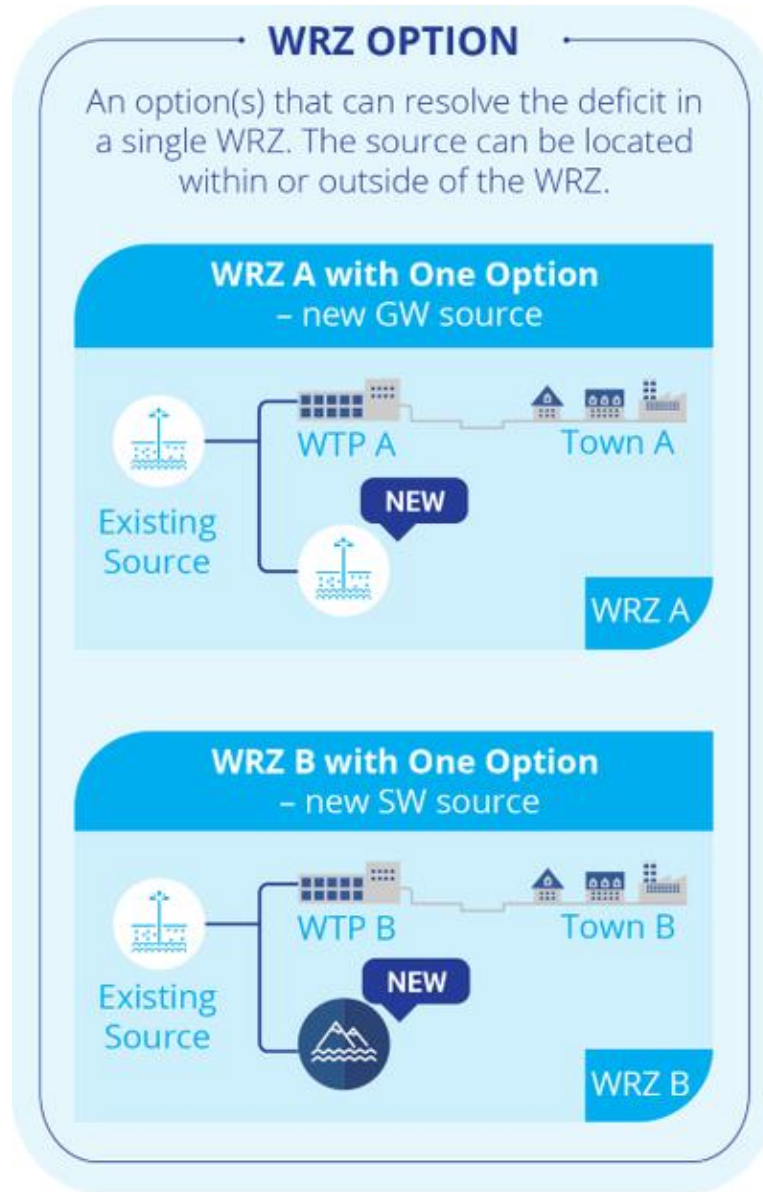 WRZ OPTION
An option(s) that can resolve the deficit in
a single WRZ. The source can be located
within or outside of the WRZ.
WRZ A with One Option
– new GW source
WTP A
Town A
Existing
Source
NEW
WRZ A
WRZ B with One Option
– new SW source
WTP B
Town B
Existing
Source
NEW
WRZ B